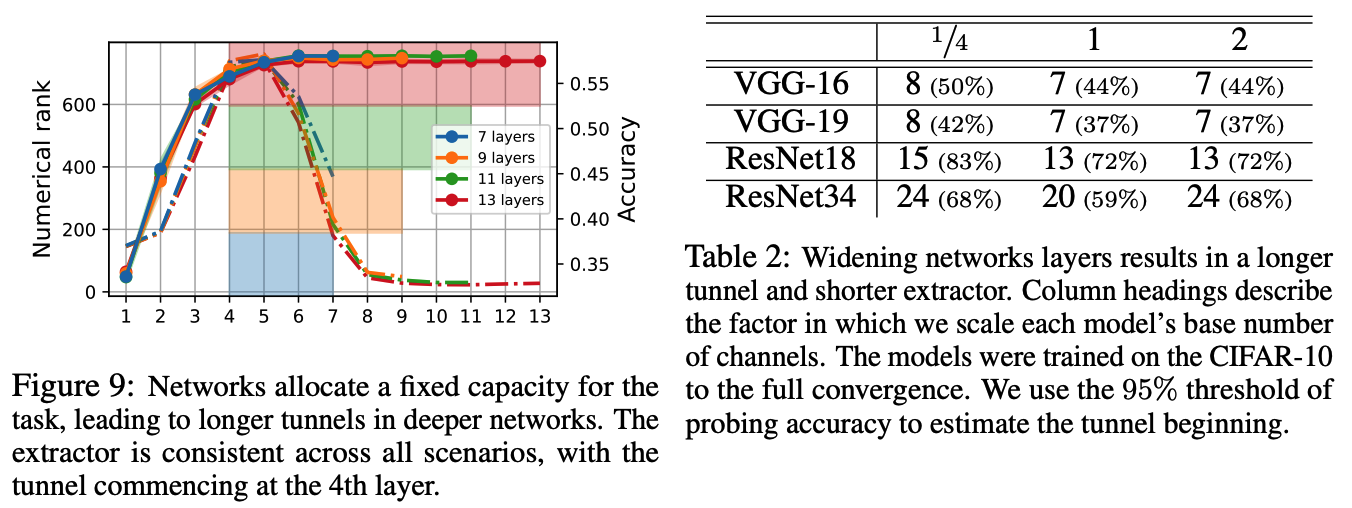 Numerical rank
600
400
200
0
1 2 3 4 5 6 7 8 9 10 11 12 13
0.55
0.50
0.45
0.40
0.35
Accuracy
7 layers
9 layers
11 layers
13 layers
Figure 9: Networks allocate a fixed capacity for the
task, leading to longer tunnels in deeper networks. The
extractor is consistent across all scenarios, with the
tunnel commencing at the 4th layer.
1/4 1 2
VGG-16 8 (50%) 7 (44%) 7 (44%)
VGG-19 8 (42%) 7 (37%) 7 (37%)
ResNet18 15 (83%) 13 (72%) 13 (72%)
ResNet34 24 (68%) 20 (59%) 24 (68%)
Table 2: Widening networks layers results in a longer
tunnel and shorter extractor. Column headings describe
the factor in which we scale each model's base number
of channels. The models were trained on the CIFAR-10
to the full convergence. We use the 95% threshold of
probing accuracy to estimate the tunnel beginning.